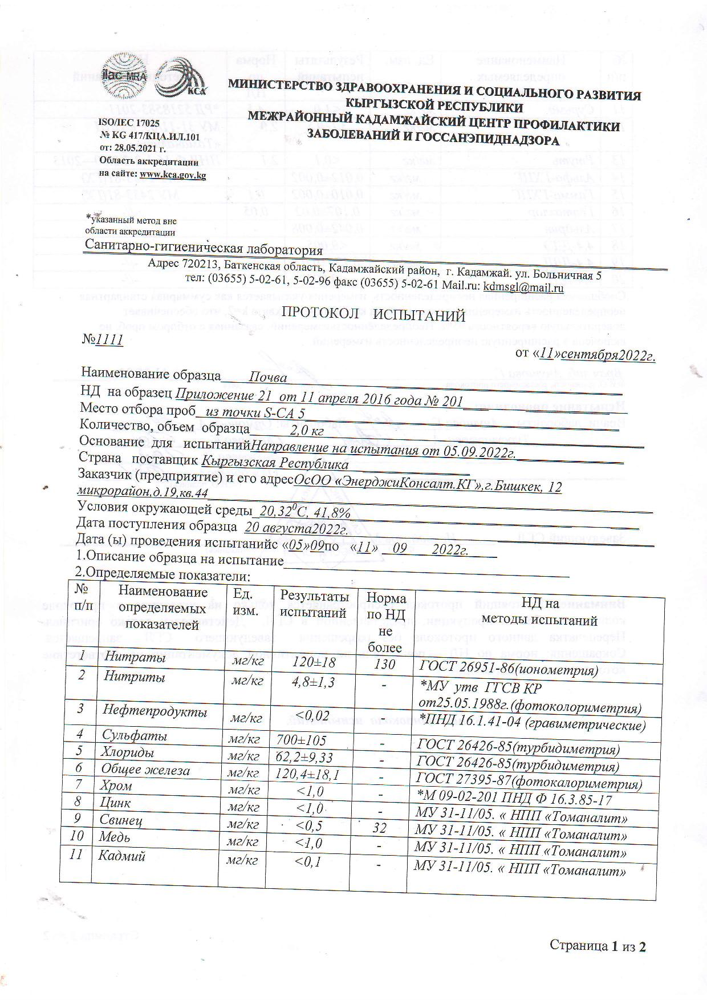 ilac-MRA
КСА
МИНИСТЕРСТВО ЗДРАВООХРАНЕНИЯ И СОЦИАЛЬНОГО РАЗВИТИЯ
КЫРГЫЗСКОЙ РЕСПУБЛИКИ
МЕЖРАЙОННЫЙ КАДАМЖАЙСКИЙ ЦЕНТР ПРОФИЛАКТИКИ
ЗАБОЛЕВАНИЙ И ГОССАНЭПИДНАДЗОРА
ISO/IEC 17025
№ KG 417/КЦА.ИЛ.101
от: 28.05.2021 г.
Область аккредитации
на сайте: www.kca.gov.kg
*указанный метод вне
области аккредитации
Санитарно-гигиеническая лаборатория
Адрес 720213, Баткенская область, Кадамжайский район, г. Кадамжай. ул. Больничная 5
тел: (03655) 5-02-61, 5-02-96 факс (03655) 5-02-61 Mail.ru: kdmsgl@mail.ru
ПРОТОКОЛ ИСПЫТАНИЙ
№1111
от «11»сентября2022г.
Наименование образца Почва
НД на образец Приложение 21 от 11 апреля 2016 года № 201
Место отбора проб из точки S-CA 5
Количество, объем образца 2,0 кг
Основание для испытанийНаправление на испытания от 05.09.2022г.
Страна поставщик Кыргызская Республика
Заказчик (предприятие) и его адресОсОО «ЭнерджиКонсалт.КГ»,г.Бишкек, 12
микрорайон,д.19,кв.44
Условия окружающей среды 20,32⁰С, 41,8%
Дата поступления образца 20 августа2022г.
Дата (ы) проведения испытанийс «05»09по «11» 09 2022г.
1.Описание образца на испытание
2.Определяемые показатели:
№ п/п Наименование определяемых показателей Ед. изм. Результаты испытаний Норма по НД не более НД на методы испытаний
1 Нитраты мг/кг 120±18 130 ГОСТ 26951-86(ионометрия)
2 Нитриты мг/кг 4,8±1,3 - *МУ утв ГГСВ КР
от25.05.1988г.(фотоколориметрия)
3 Нефтепродукты мг/кг <0,02 - *ПНД 16.1.41-04 (гравиметрические)
4 Сульфаты мг/кг 700±105 - ГОСТ 26426-85(турбидиметрия)
5 Хлориды мг/кг 62,2±9,33 - ГОСТ 26426-85(турбидиметрия)
6 Общее железа мг/кг 120,4±18,1 - ГОСТ 27395-87(фотокалориметрия)
7 Хром мг/кг <1,0 - *М 09-02-201 ПНД Ф 16.3.85-17
8 Цинк мг/кг <1,0 - МУ 31-11/05. « НПП «Томаналит»
9 Свинец мг/кг <0,5 32 МУ 31-11/05. « НПП «Томаналит»
10 Медь мг/кг <1,0 - МУ 31-11/05. « НПП «Томаналит»
11 Кадмий мг/кг <0,1 - МУ 31-11/05. « НПП «Томаналит»
Страница 1 из 2